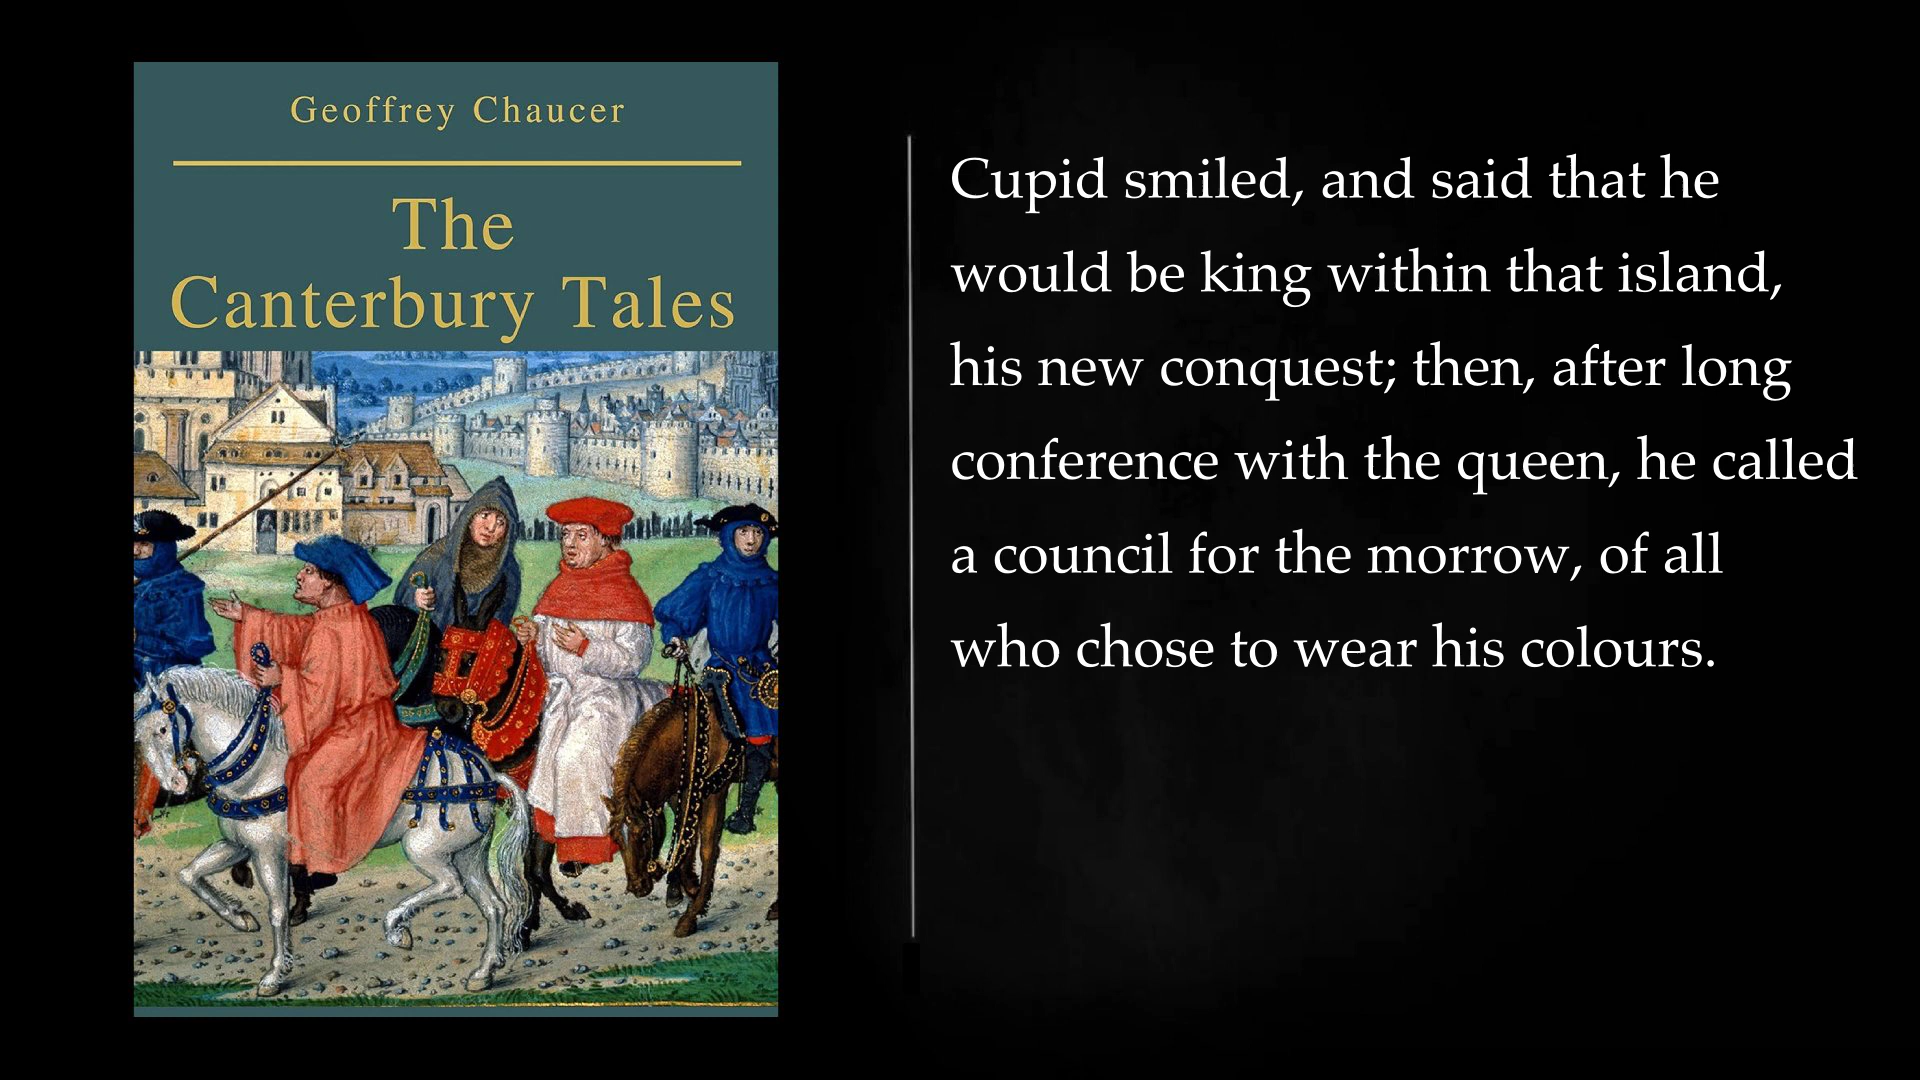 Geoffrey Chaucer
The
Canterbury Tales
Cupid smiled, and said that he
would be king within that island,
his new conquest; then, after long
conference with the queen, he called
a council for the morrow, of all
who chose to wear his colours.